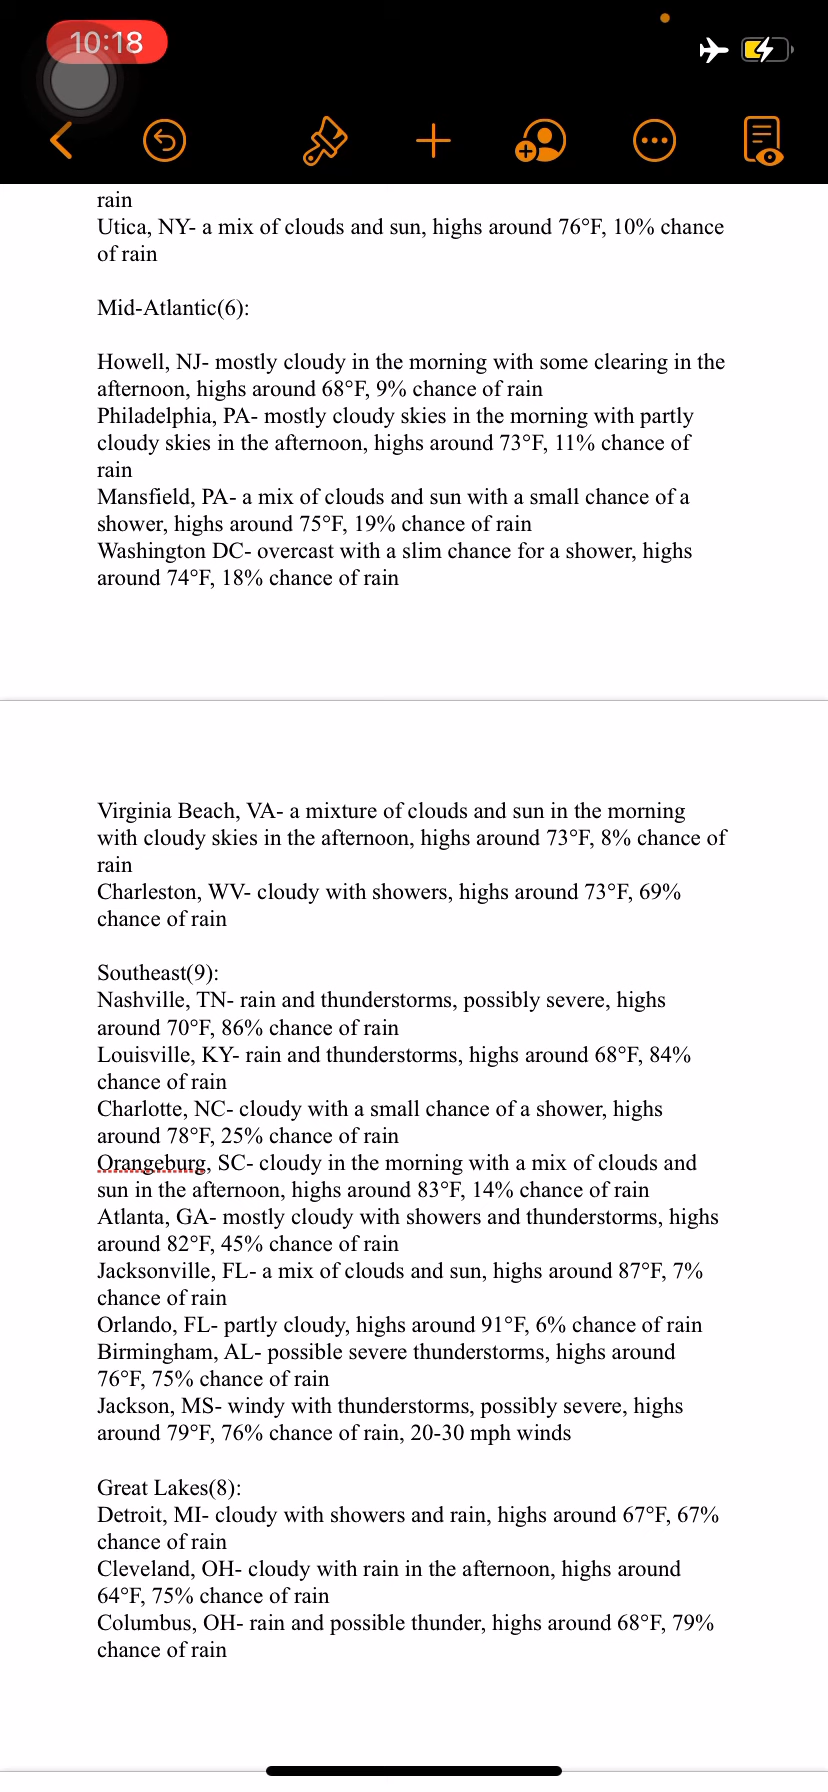 10:18
rain
Utica, NY- a mix of clouds and sun, highs around 76°F, 10% chance
of rain
Mid-Atlantic(6):
Howell, NJ- mostly cloudy in the morning with some clearing in the
afternoon, highs around 68°F, 9% chance of rain
Philadelphia, PA- mostly cloudy skies in the morning with partly
cloudy skies in the afternoon, highs around 73°F, 11% chance of
rain
Mansfield, PA- a mix of clouds and sun with a small chance of a
shower, highs around 75°F, 19% chance of rain
Washington DC- overcast with a slim chance for a shower, highs
around 74°F, 18% chance of rain
Virginia Beach, VA- a mixture of clouds and sun in the morning
with cloudy skies in the afternoon, highs around 73°F, 8% chance of
rain
Charleston, WV- cloudy with showers, highs around 73°F, 69%
chance of rain
Southeast(9):
Nashville, TN- rain and thunderstorms, possibly severe, highs
around 70°F, 86% chance of rain
Louisville, KY- rain and thunderstorms, highs around 68°F, 84%
chance of rain
Charlotte, NC- cloudy with a small chance of a shower, highs
around 78°F, 25% chance of rain
Orangeburg, SC- cloudy in the morning with a mix of clouds and
sun in the afternoon, highs around 83°F, 14% chance of rain
Atlanta, GA- mostly cloudy with showers and thunderstorms, highs
around 82°F, 45% chance of rain
Jacksonville, FL- a mix of clouds and sun, highs around 87°F, 7%
chance of rain
Orlando, FL- partly cloudy, highs around 91°F, 6% chance of rain
Birmingham, AL- possible severe thunderstorms, highs around
76°F, 75% chance of rain
Jackson, MS- windy with thunderstorms, possibly severe, highs
around 79°F, 76% chance of rain, 20-30 mph winds
Great Lakes(8):
Detroit, MI- cloudy with showers and rain, highs around 67°F, 67%
chance of rain
Cleveland, OH- cloudy with rain in the afternoon, highs around
64°F, 75% chance of rain
Columbus, OH- rain and possible thunder, highs around 68°F, 79%
chance of rain